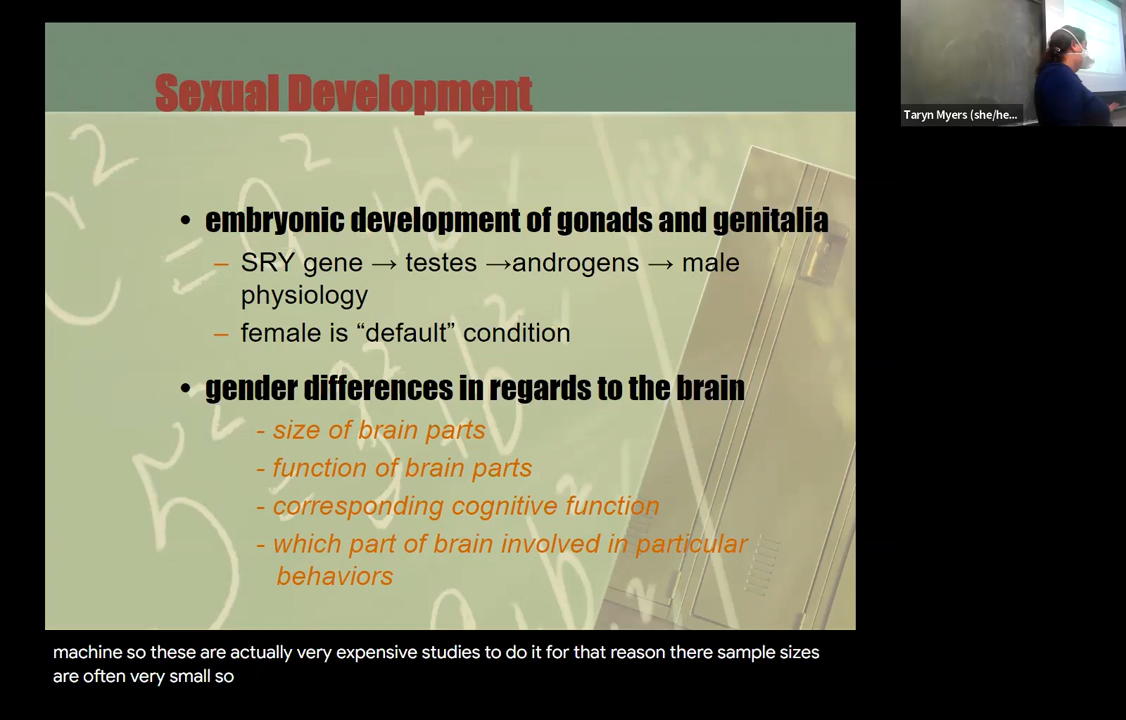 Sexual Development
• embryonic development of gonads and genitalia
– SRY gene → testes →androgens → male
physiology
– female is “default” condition
• gender differences in regards to the brain
- size of brain parts
- function of brain parts
- corresponding cognitive function
- which part of brain involved in particular
behaviors
Taryn Myers (she/he...
machine so these are actually very expensive studies to do it for that reason there sample sizes
are often very small so